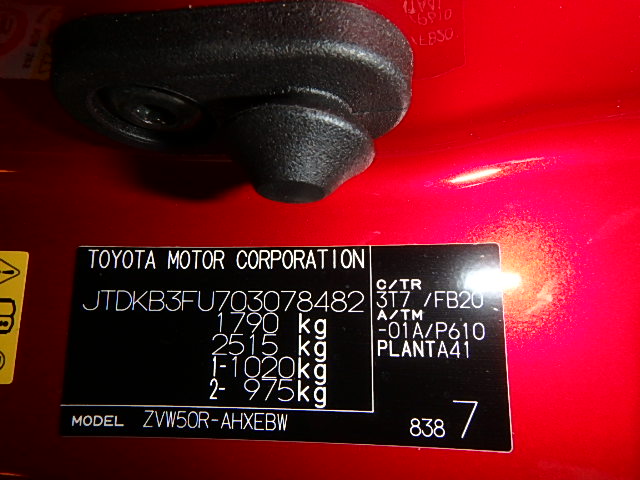 TOYOTA MOTOR CORPORATION
JTDKB3FU703078482
1790 kg
2515 kg
1-1020kg
2- 975kg
C/TR
3T7 /FB20
A/TM
-01A/P610
PLANTA41
MODEL ZVW50R-AHXEBW
838 7